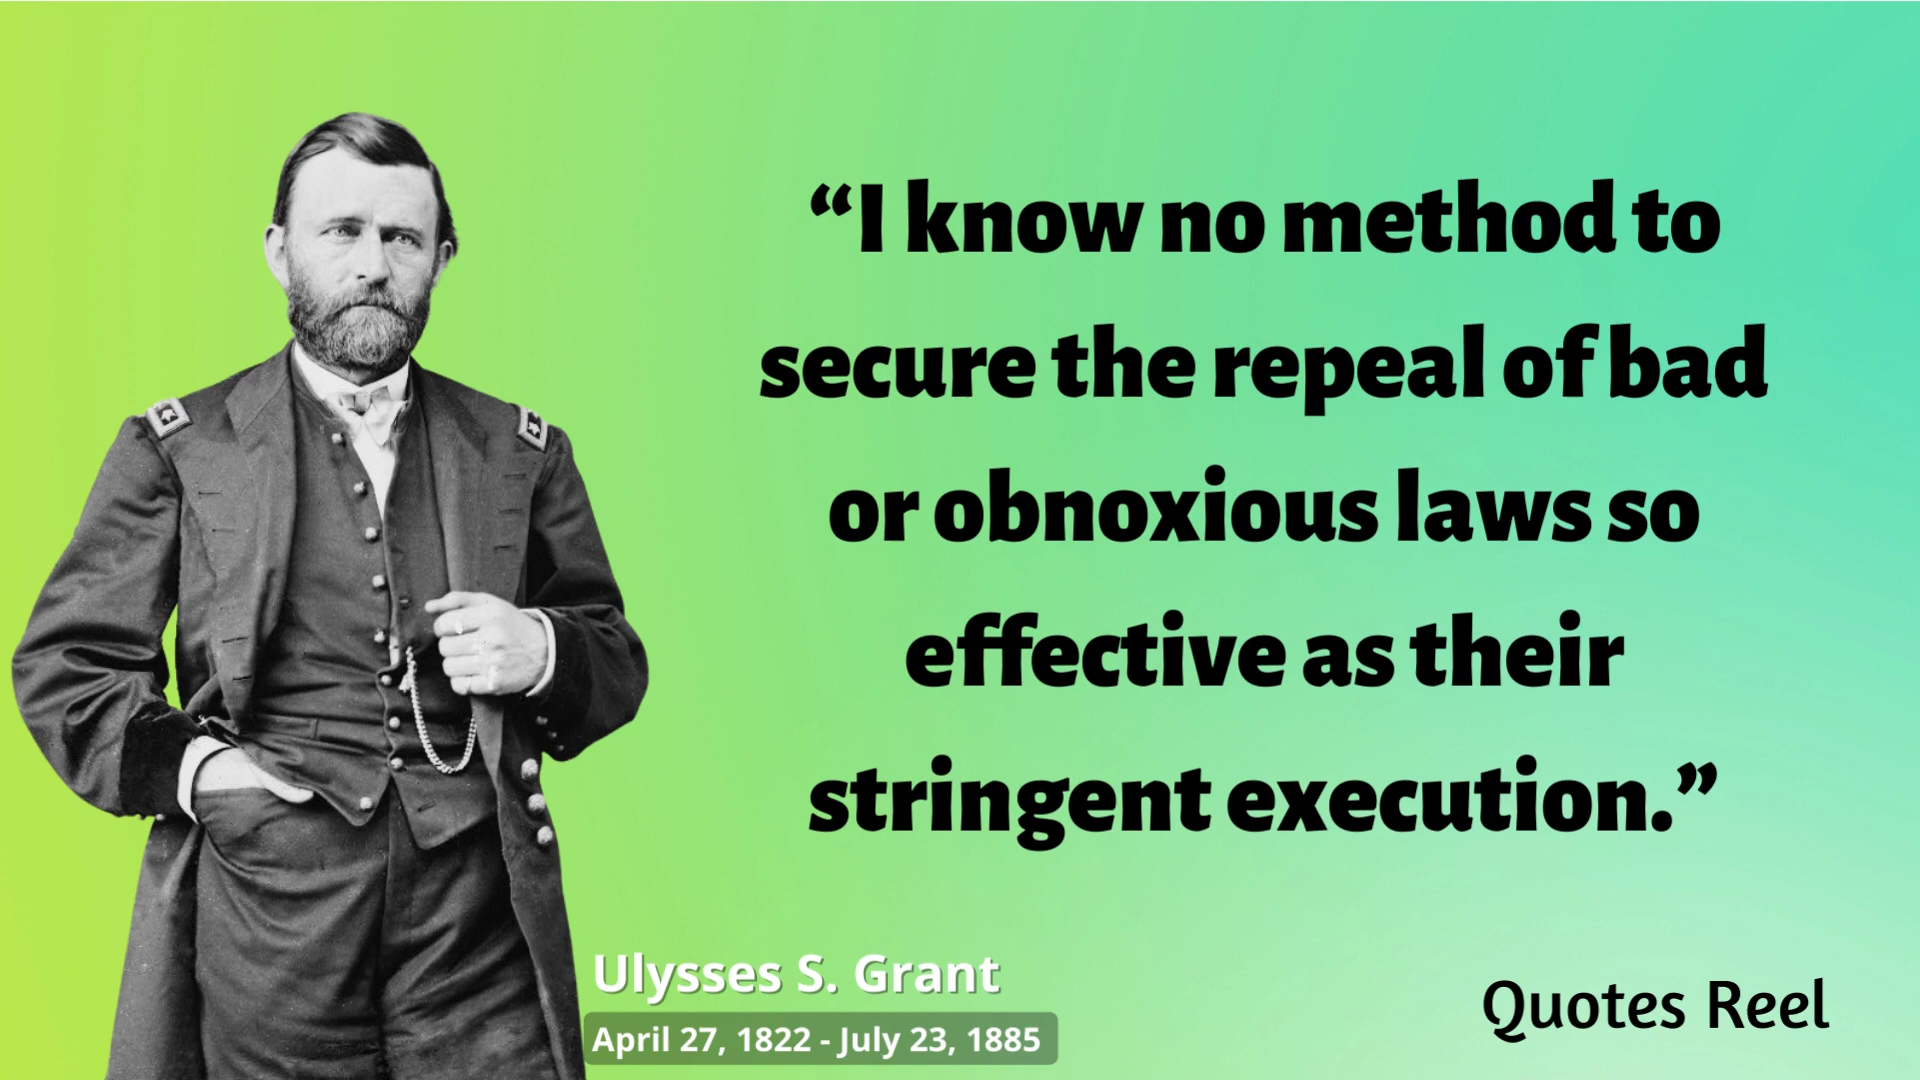 “I know no method to
secure the repeal of bad
or obnoxious laws so
effective as their
stringent execution.”
Ulysses S. Grant
April 27, 1822 - July 23, 1885
Quotes Reel